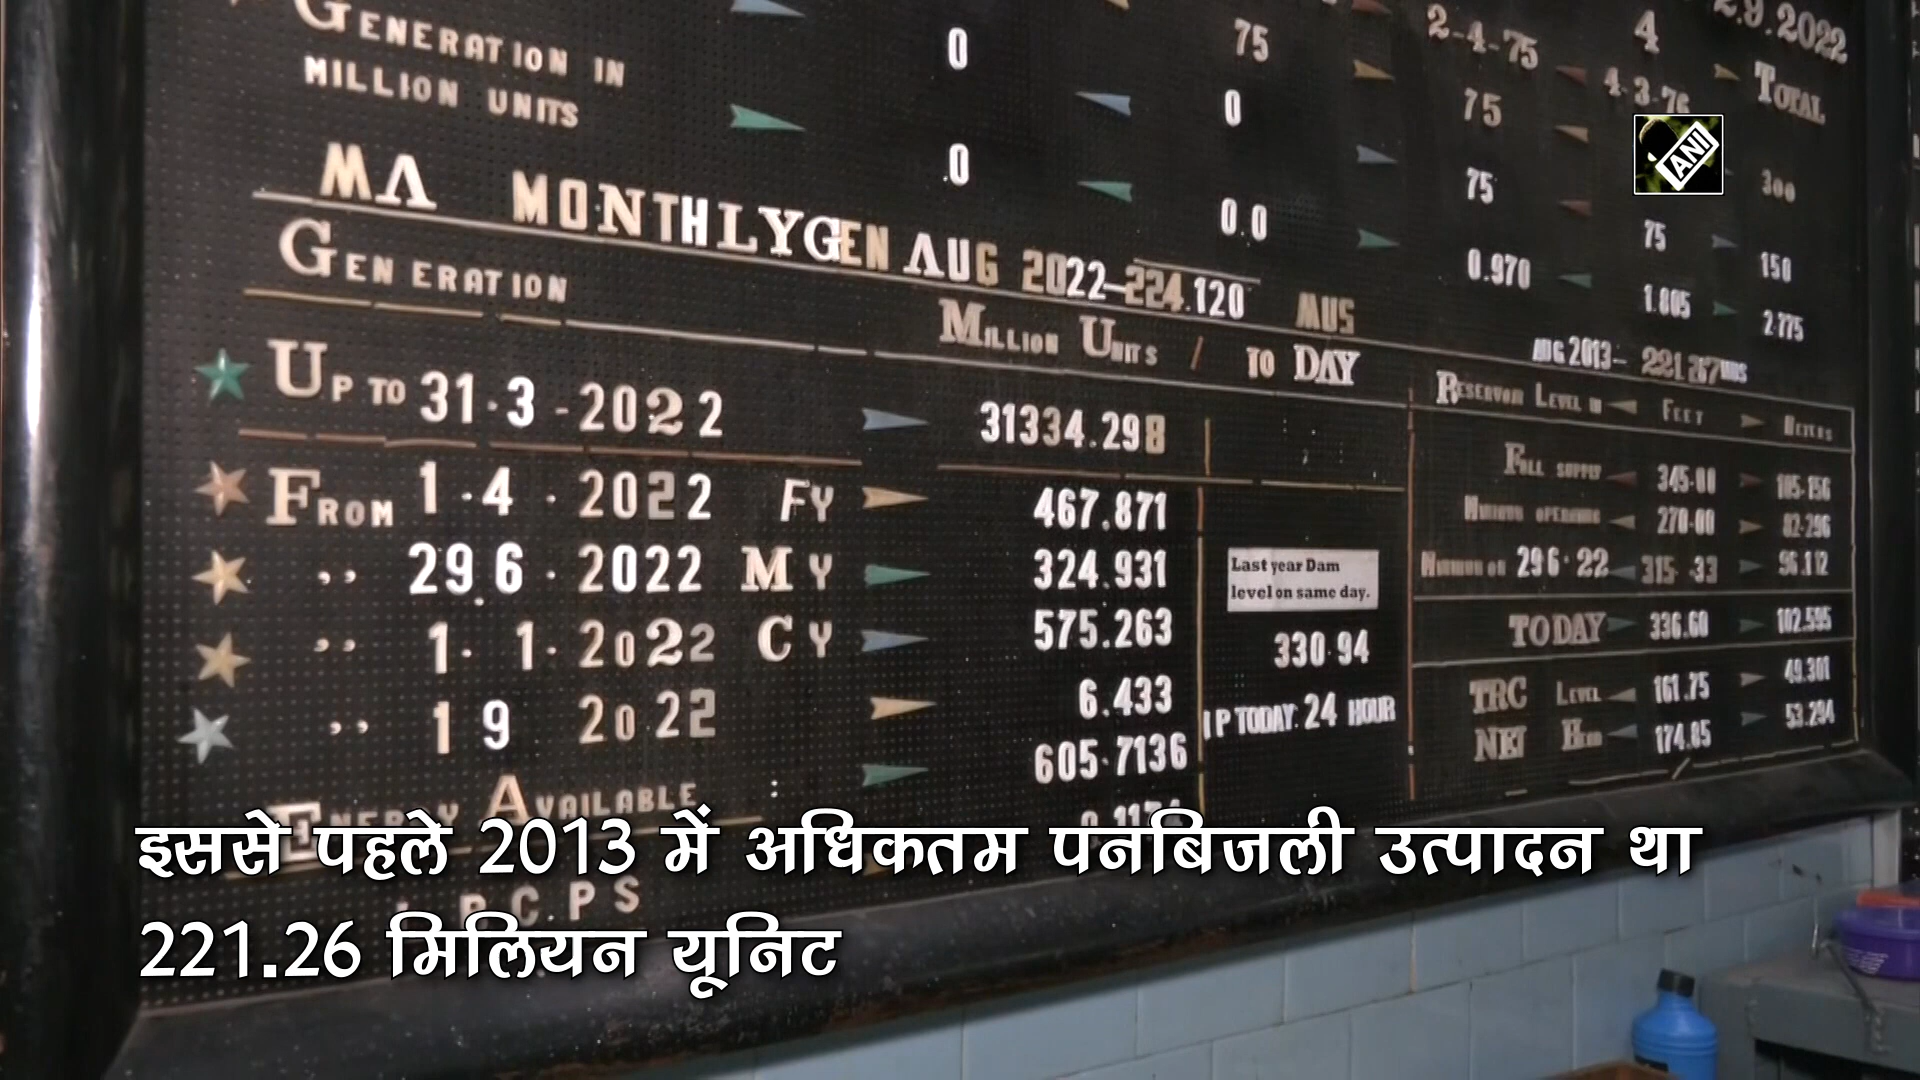 2.9.2022
GENERATION IN 0 75 2-4-75 4 TOTAL
MILLION UNITS 0 75 4-3-76
0 75 300
0.0 75 150
0.970 1.805 2.775
MA MONTHLY GEN AUG 2022-224.120 MUS
AUG 2013- 221.267 MUS
GENERATION MILLION UNITS / TO DAY
UP TO 31.3-2022 31334.298
FROM 1.4.2022 FY 467.871
,, 29 6.2022 MY 324.931
,, 1.1.2022 CY 575.263
,, 1 9 2022 6.433
605.7136
ENERGY AVAILABLE
P C P S
Last year Dam
level on same day.
330.94
I P TODAY: 24 HOUR
RESERVOIR LEVEL IN FEET METERS
FULL SUPPLY 345.00 105.156
270.00 82.296
29 6.22 315.33 96.112
TODAY 336.60 102.595
TRC LEVEL 161.75 49.301
NET HEAD 174.85 53.294
ANI
इससे पहले 2013 में अधिकतम पनबिजली उत्पादन था
221.26 मिलियन यूनिट